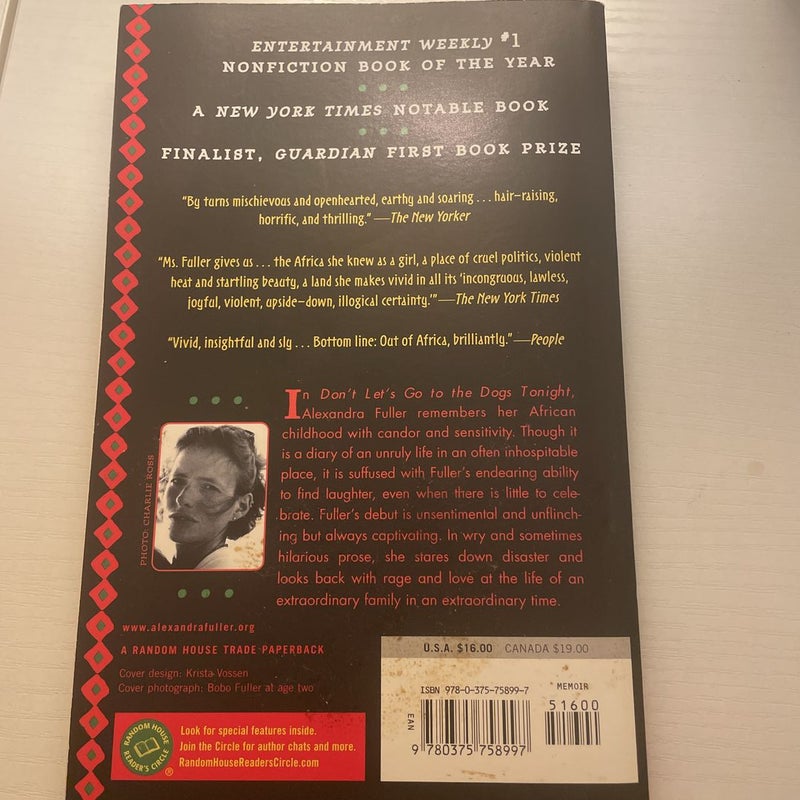 ENTERTAINMENT WEEKLY #1
NONFICTION BOOK OF THE YEAR
A NEW YORK TIMES NOTABLE BOOK
FINALIST, GUARDIAN FIRST BOOK PRIZE
“By turns mischievous and openhearted, earthy and soaring . . . hair-raising,
horrific, and thrilling.” —The New Yorker
“Ms. Fuller gives us . . . the Africa she knew as a girl, a place of cruel politics, violent
heat and startling beauty, a land she makes vivid in all its ‘incongruous, lawless,
joyful, violent, upside-down, illogical certainty.’” —The New York Times
“Vivid, insightful and sly . . . Bottom line: Out of Africa, brilliantly.” —People
In Don’t Let’s Go to the Dogs Tonight,
Alexandra Fuller remembers her African
childhood with candor and sensitivity. Though it
is a diary of an unruly life in an often inhospitable
place, it is suffused with Fuller’s endearing ability
to find laughter, even when there is little to cele-
brate. Fuller’s debut is unsentimental and unflinch-
ing but always captivating. In wry and sometimes
hilarious prose, she stares down disaster and
looks back with rage and love at the life of an
extraordinary family in an extraordinary time.
PHOTO: CHARLIE ROSS
www.alexandrafuller.org
A RANDOM HOUSE TRADE PAPERBACK
Cover design: Krista Vossen
Cover photograph: Bobo Fuller at age two
RANDOM HOUSE READER'S CIRCLE ®
Look for special features inside.
Join the Circle for author chats and more.
RandomHouseReadersCircle.com
U.S.A. $16.00 CANADA $19.00
ISBN 978-0-375-75899-7
MEMOIR
51600
EAN
9 780375 758997